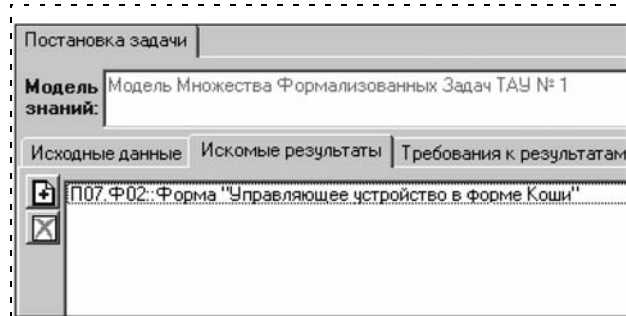 Постановка задачи
Модель знаний:
Модель Множества Формализованных Задач ТАУ № 1
Исходные данные
Искомые результаты
Требования к результатам
П07.Ф02::Форма "Управляющее устройство в форме Коши"